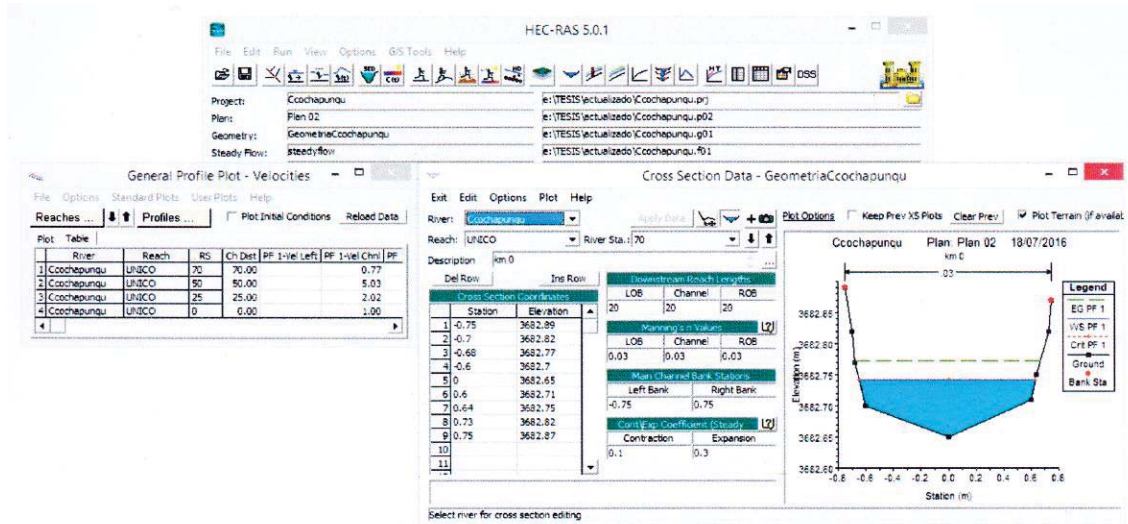 HEC-RAS 5.0.1
File Edit Run View Options GIS Tools Help
DSS
Project: Ccochapunqu e:\TESIS\actualizado\Ccochapunqu.prj
Plan: Plan 02 e:\TESIS\actualizado\Ccochapunqu.p02
Geometry: GeometriaCcochapunqu e:\TESIS\actualizado\Ccochapunqu.g01
Steady Flow: steadyflow e:\TESIS\actualizado\Ccochapunqu.f01
General Profile Plot - Velocities
File Options Standard Plots User Plots Help
Reaches ... Profiles ... Plot Initial Conditions Reload Data
Plot Table
River Reach RS Ch Dist PF 1-Vel Left PF 1-Vel Chnl PF
1 Ccochapunqu UNICO 70 70.00 0.77
2 Ccochapunqu UNICO 50 50.00 5.03
3 Ccochapunqu UNICO 25 25.00 2.02
4 Ccochapunqu UNICO 0 0.00 1.00
Cross Section Data - GeometriaCcochapunqu
Exit Edit Options Plot Help
River: Ccochapunqu Apply Data Plot Options Keep Prev XS Plots Clear Prev Plot Terrain (if availab
Reach: UNICO River Sta.: 70
Description km 0 ...
Del Row Ins Row
Cross Section Coordinates
Station Elevation
1 -0.75 3682.89
2 -0.7 3682.82
3 -0.68 3682.77
4 -0.6 3682.7
5 0 3682.65
6 0.6 3682.71
7 0.64 3682.75
8 0.73 3682.82
9 0.75 3682.87
10
11
Downstream Reach Lengths
LOB Channel ROB
20 20 20
Manning's n Values
LOB Channel ROB
0.03 0.03 0.03
Main Channel Bank Stations
Left Bank Right Bank
-0.75 0.75
Cont\Exp Coefficient (Steady
Contraction Expansion
0.1 0.3
Select river for cross section editing
Ccochapunqu Plan: Plan 02 18/07/2016
km 0
.03
Legend
EG PF 1
WS PF 1
Crt PF 1
Ground
Bank Sta
Elevation (m)
3682.85
3682.80
3682.75
3682.70
3682.65
3682.60
-0.8 -0.6 -0.4 -0.2 0.0 0.2 0.4 0.6 0.8
Station (m)